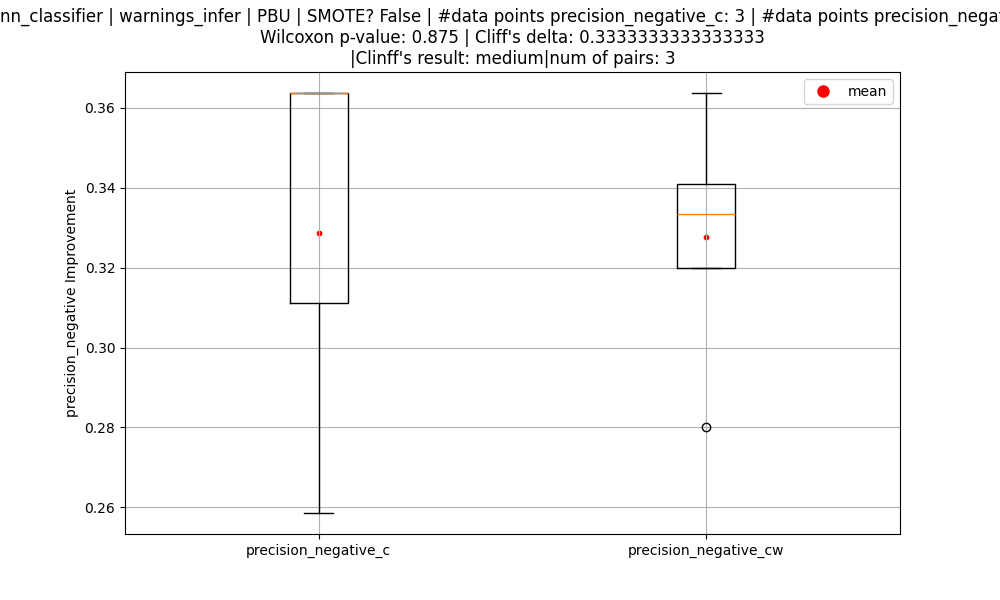 nn_classifier | warnings_infer | PBU | SMOTE? False | #data points precision_negative_c: 3 | #data points precision_nega
Wilcoxon p-value: 0.875 | Cliff's delta: 0.3333333333333333
|Clinff's result: medium|num of pairs: 3
mean
0.36
0.34
0.32
0.30
0.28
0.26
precision_negative Improvement
precision_negative_c
precision_negative_cw